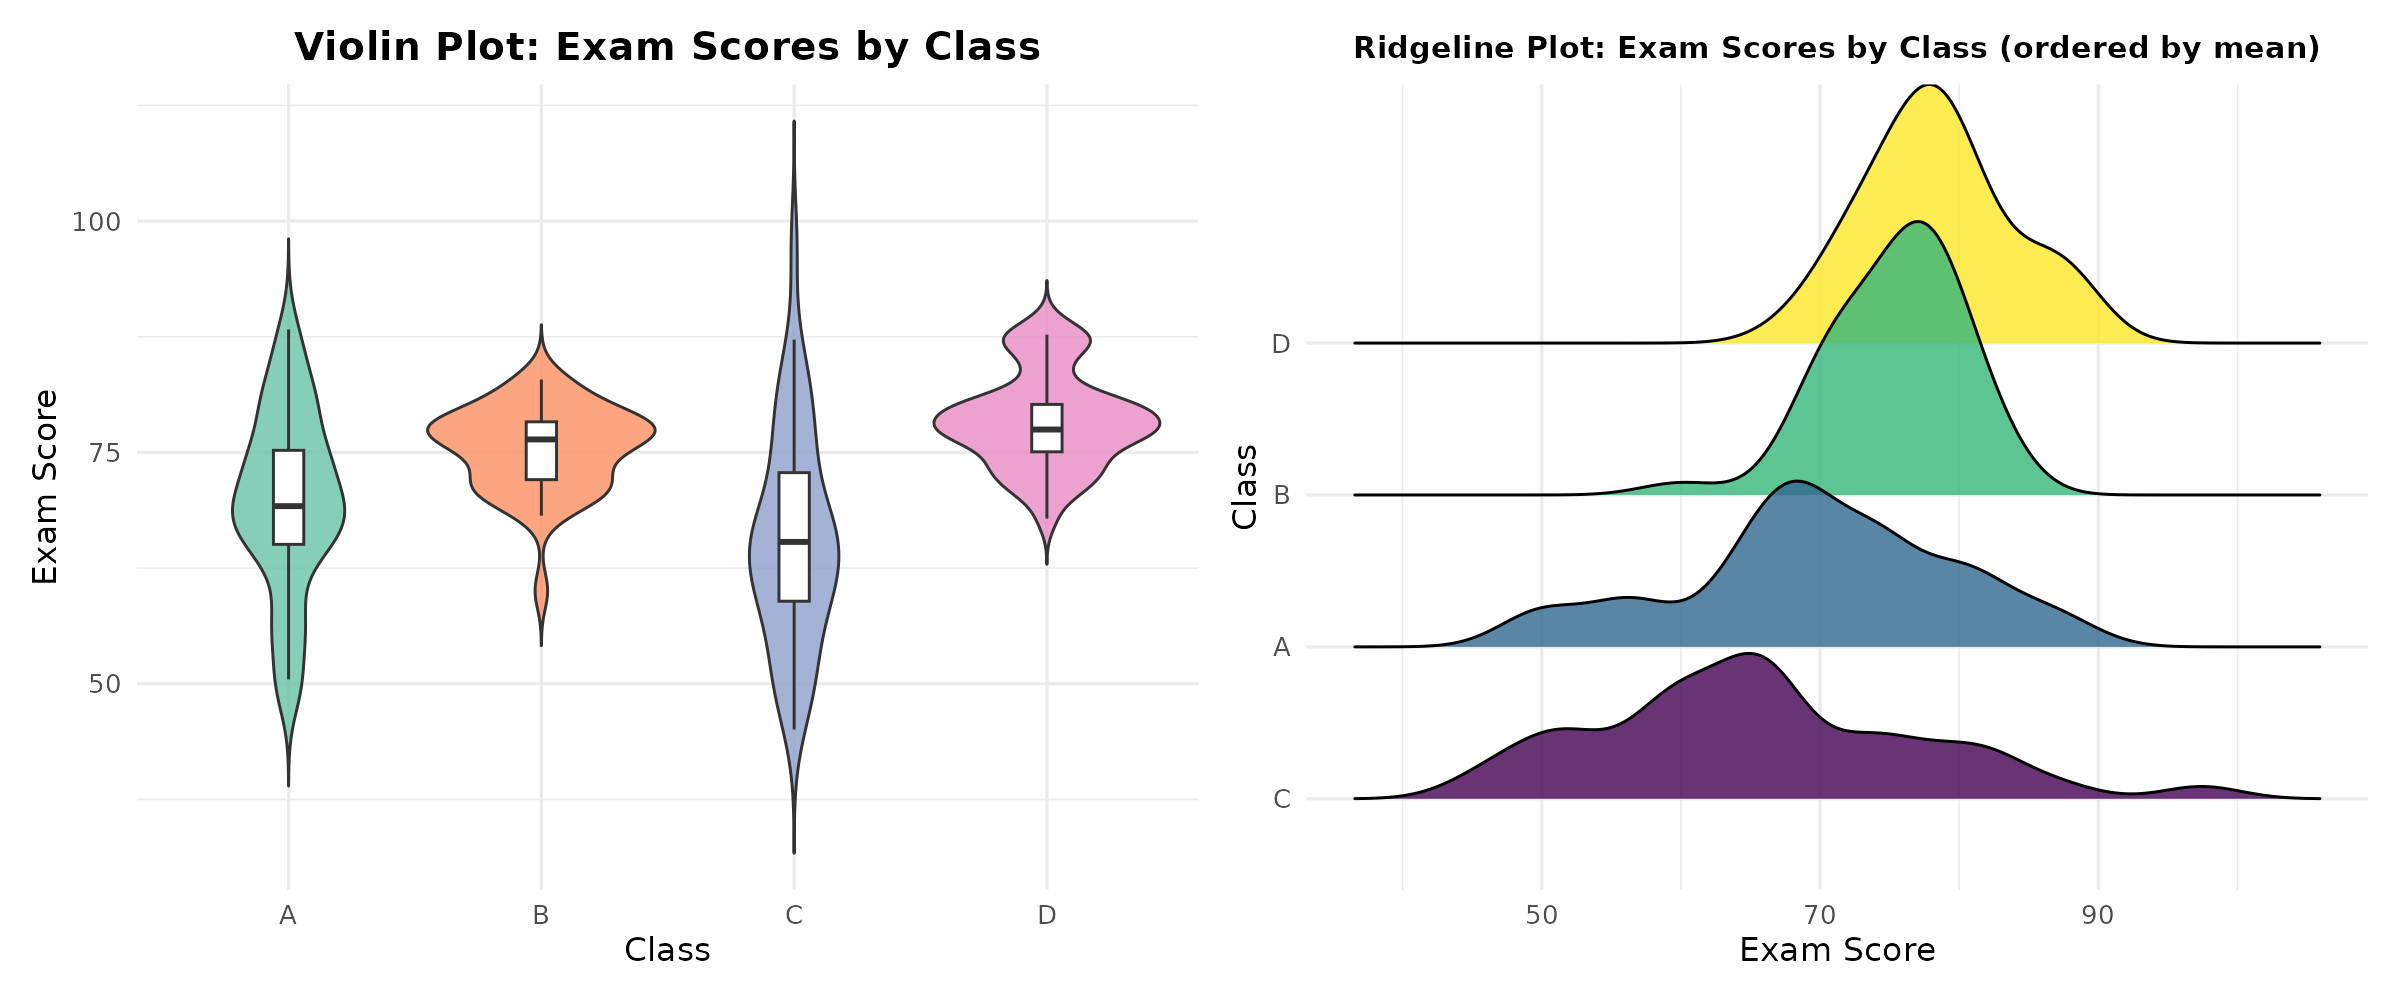 Violin Plot: Exam Scores by Class
Exam Score
100
75
50
A B C D
Class
Ridgeline Plot: Exam Scores by Class (ordered by mean)
Class
D
B
A
C
50 70 90
Exam Score